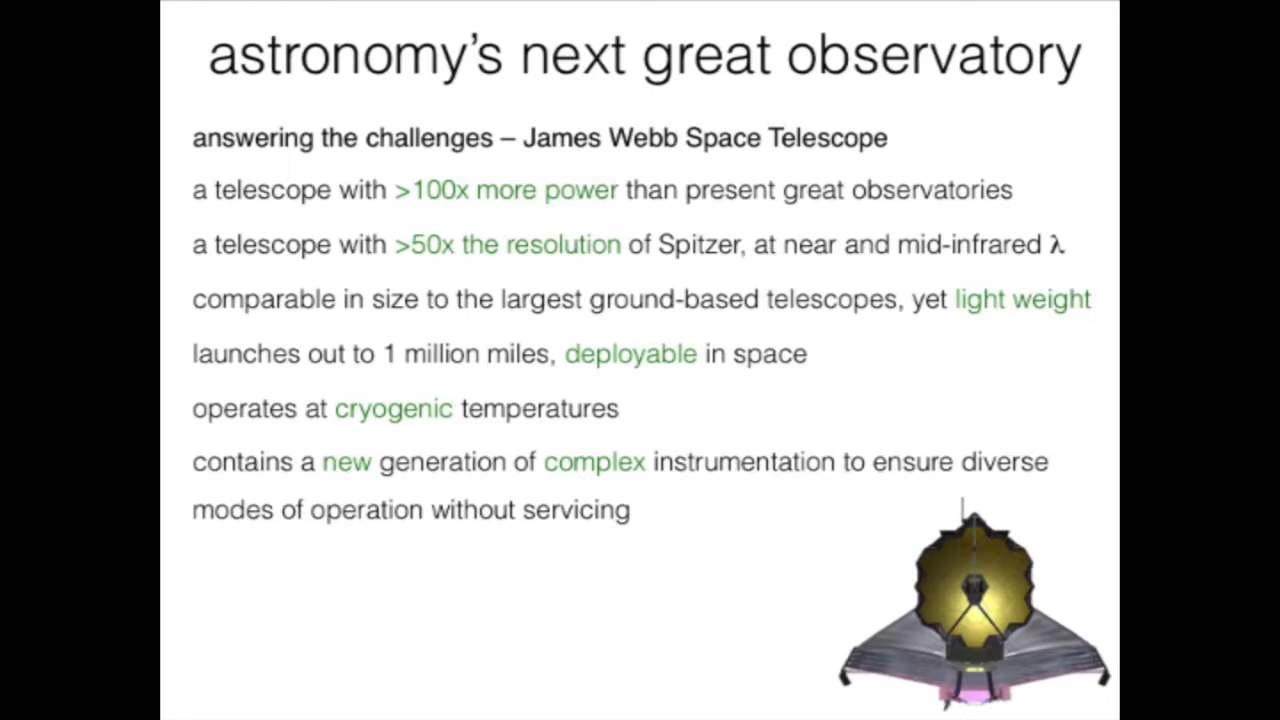 astronomy’s next great observatory
answering the challenges – James Webb Space Telescope
a telescope with >100x more power than present great observatories
a telescope with >50x the resolution of Spitzer, at near and mid-infrared λ
comparable in size to the largest ground-based telescopes, yet light weight
launches out to 1 million miles, deployable in space
operates at cryogenic temperatures
contains a new generation of complex instrumentation to ensure diverse
modes of operation without servicing